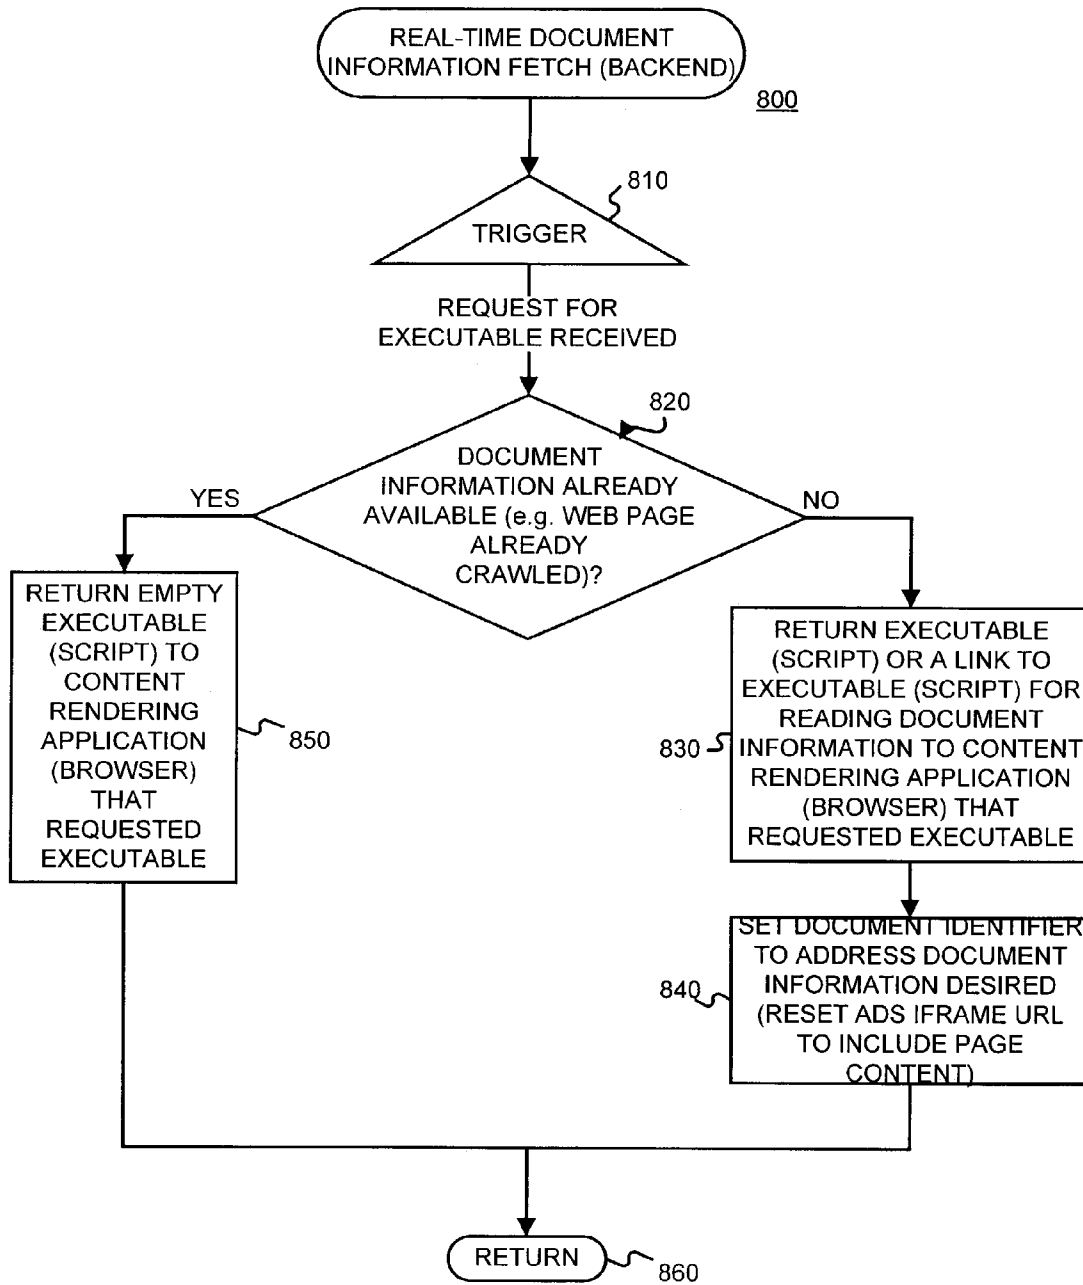 REAL-TIME DOCUMENT
INFORMATION FETCH (BACKEND)
800
810
TRIGGER
REQUEST FOR
EXECUTABLE RECEIVED
820
DOCUMENT
INFORMATION ALREADY
AVAILABLE (e.g. WEB PAGE
ALREADY
CRAWLED)?
YES
NO
RETURN EMPTY
EXECUTABLE
(SCRIPT) TO
CONTENT
RENDERING
APPLICATION
(BROWSER)
THAT
REQUESTED
EXECUTABLE
850
RETURN EXECUTABLE
(SCRIPT) OR A LINK TO
EXECUTABLE (SCRIPT) FOR
READING DOCUMENT
INFORMATION TO CONTENT
RENDERING APPLICATION
(BROWSER) THAT
REQUESTED EXECUTABLE
830
SET DOCUMENT IDENTIFIER
TO ADDRESS DOCUMENT
INFORMATION DESIRED
(RESET ADS IFRAME URL
TO INCLUDE PAGE
CONTENT)
840
RETURN
860